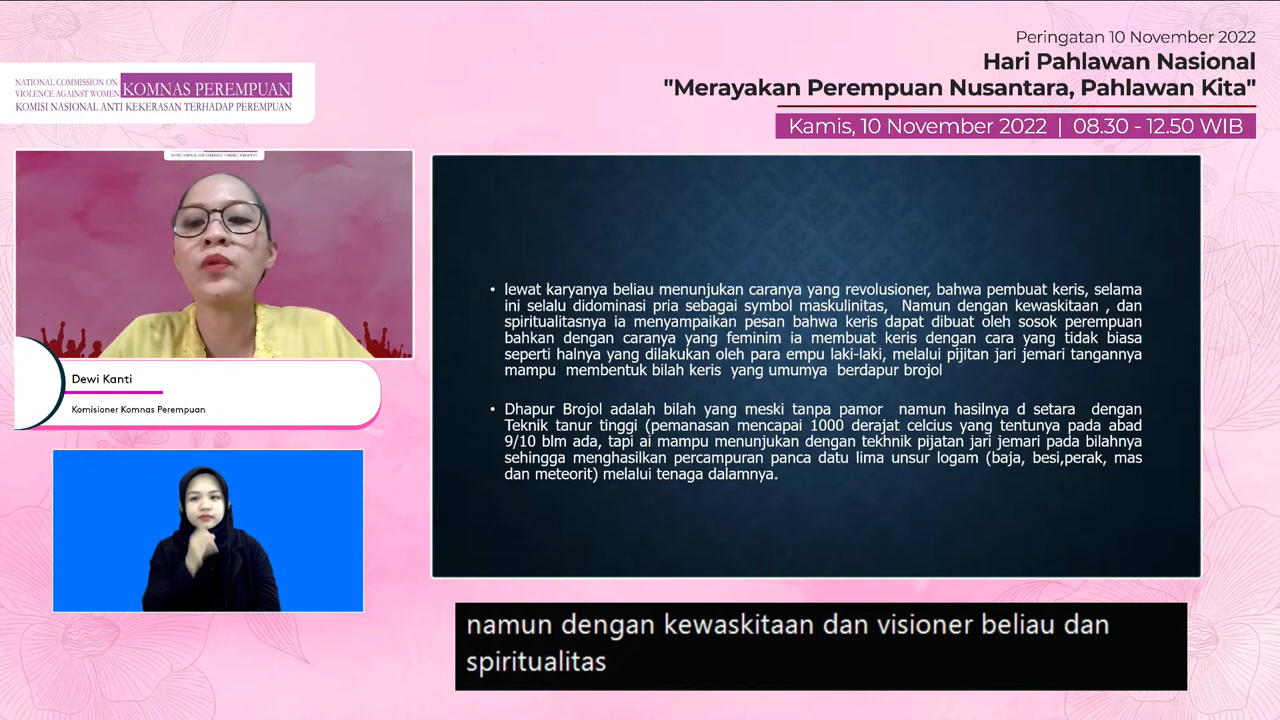 Peringatan 10 November 2022
Hari Pahlawan Nasional
"Merayakan Perempuan Nusantara, Pahlawan Kita"
Kamis, 10 November 2022 | 08.30 - 12.50 WIB
NATIONAL COMMISSION ON
VIOLENCE AGAINST WOMEN
KOMNAS PEREMPUAN
KOMISI NASIONAL ANTI KEKERASAN TERHADAP PEREMPUAN
Dewi Kanti
Komisioner Komnas Perempuan
• lewat karyanya beliau menunjukan caranya yang revolusioner, bahwa pembuat keris, selama
ini selalu didominasi pria sebagai symbol maskulinitas, Namun dengan kewaskitaan , dan
spiritualitasnya ia menyampaikan pesan bahwa keris dapat dibuat oleh sosok perempuan
bahkan dengan caranya yang feminim ia membuat keris dengan cara yang tidak biasa
seperti halnya yang dilakukan oleh para empu laki-laki, melalui pijitan jari jemari tangannya
mampu membentuk bilah keris yang umumya berdapur brojol
• Dhapur Brojol adalah bilah yang meski tanpa pamor namun hasilnya d setara dengan
Teknik tanur tinggi (pemanasan mencapai 1000 derajat celcius yang tentunya pada abad
9/10 blm ada, tapi ai mampu menunjukan dengan tekhnik pijatan jari jemari pada bilahnya
sehingga menghasilkan percampuran panca datu lima unsur logam (baja, besi,perak, mas
dan meteorit) melalui tenaga dalamnya.
namun dengan kewaskitaan dan visioner beliau dan
spiritualitas